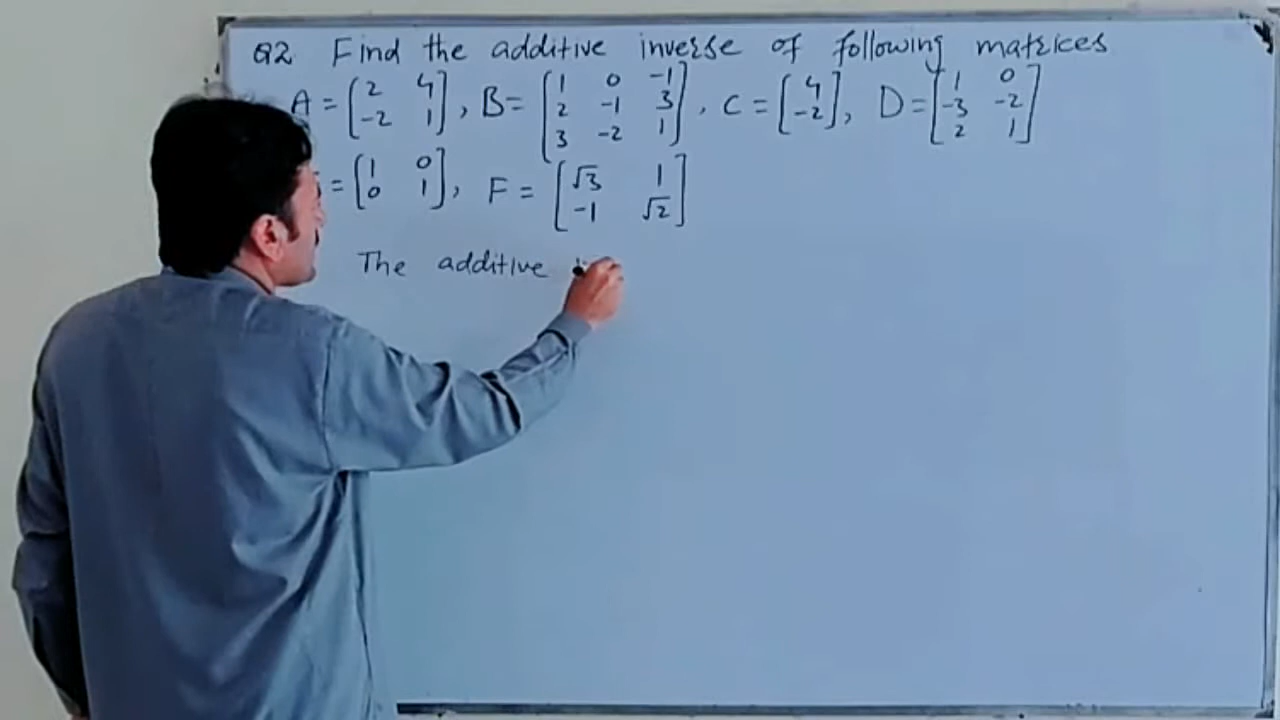 Q2. Find the additive inverse of following matrices
A = [2 4 , B = [1 0 -1 , C = [4 , D = [1 0
-2 1] 2 -1 3 -2] -3 -2
3 -2 1] 2 1]
= [1 0 , F = [√3 1
0 1] -1 √2]
The additive